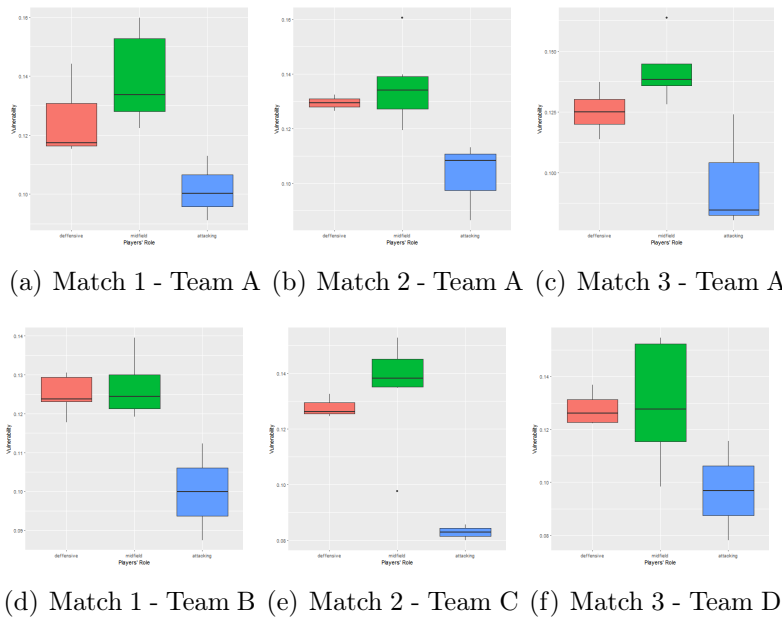 0.16
0.14
0.12
0.10
Vulnerability
deffensive midfield attacking
Players' Role
0.16
0.13
0.10
Vulnerability
deffensive midfield attacking
Players' Role
0.150
0.125
0.100
Vulnerability
deffensive midfield attacking
Players' Role
(a) Match 1 - Team A (b) Match 2 - Team A (c) Match 3 - Team A
0.14
0.13
0.12
0.11
0.10
0.09
Vulnerability
deffensive midfield attacking
Players' Role
0.14
0.12
0.10
0.08
Vulnerability
deffensive midfield attacking
Players' Role
0.14
0.12
0.10
0.08
Vulnerability
deffensive midfield attacking
Players' Role
(d) Match 1 - Team B (e) Match 2 - Team C (f) Match 3 - Team D